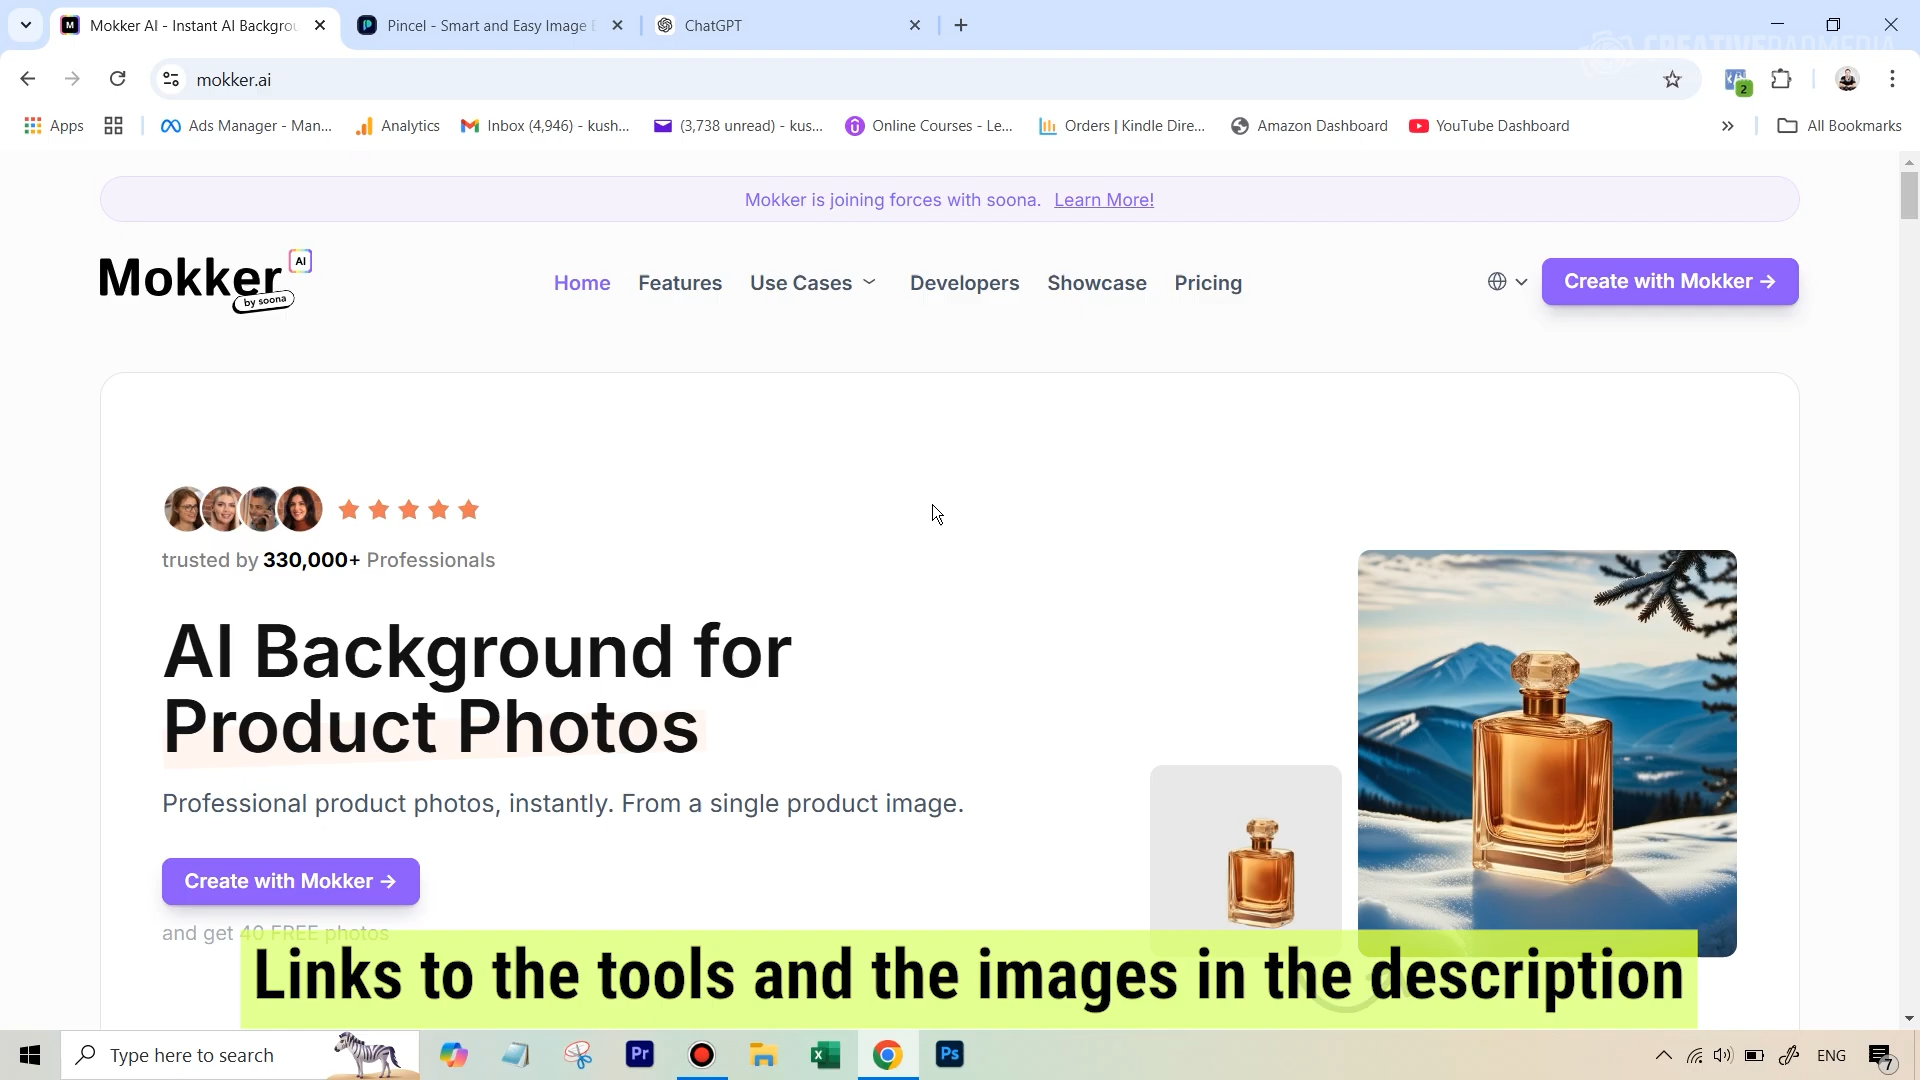 Mokker AI - Instant AI Backgrou
Pincel - Smart and Easy Image E
ChatGPT
CREATIVEPADMEDIA
mokker.ai
2
Apps
Ads Manager - Man...
Analytics
Inbox (4,946) - kush...
(3,738 unread) - kus...
Online Courses - Le...
Orders | Kindle Dire...
Amazon Dashboard
YouTube Dashboard
All Bookmarks
Mokker is joining forces with soona. Learn More!
Mokker AI
by soona
Home
Features
Use Cases
Developers
Showcase
Pricing
Create with Mokker →
trusted by 330,000+ Professionals
AI Background for
Product Photos
Professional product photos, instantly. From a single product image.
Create with Mokker →
and get 40 FREE photos
Links to the tools and the images in the description
Type here to search
Pr
Ps
ENG
7